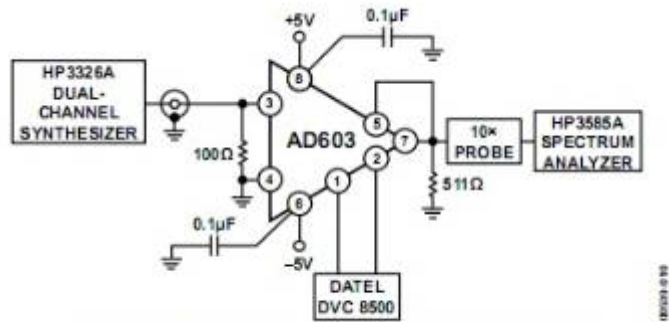 +5V
0.1µF
HP3326A
DUAL-
CHANNEL
SYNTHESIZER
8
3
5
AD603
7
10×
PROBE
HP3585A
SPECTRUM
ANALYZER
100Ω
2
4
1
511Ω
6
0.1µF
–5V
DATEL
DVC 8500